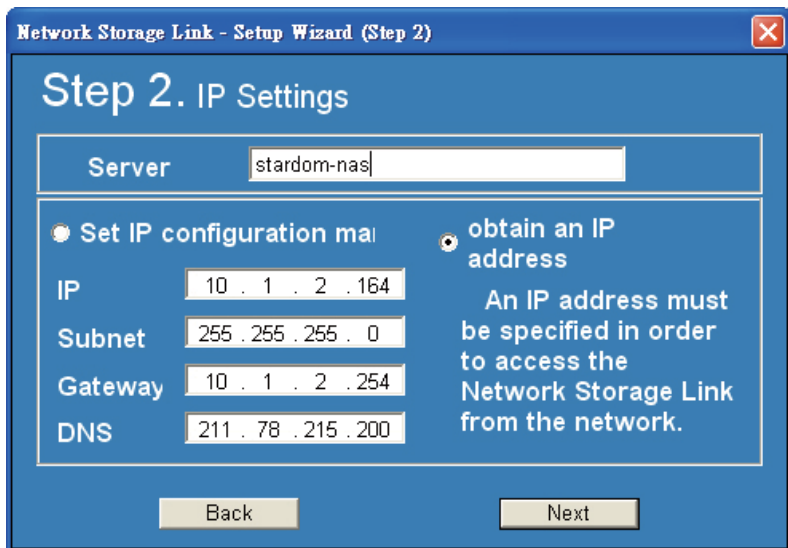 Network Storage Link - Setup Wizard (Step 2)
Step 2. IP Settings
Server stardom-nas
Set IP configuration ma
IP 10 . 1 . 2 . 164
Subnet 255 . 255 . 255 . 0
Gateway 10 . 1 . 2 . 254
DNS 211 . 78 . 215 . 200
obtain an IP
address
An IP address must
be specified in order
to access the
Network Storage Link
from the network.
Back Next